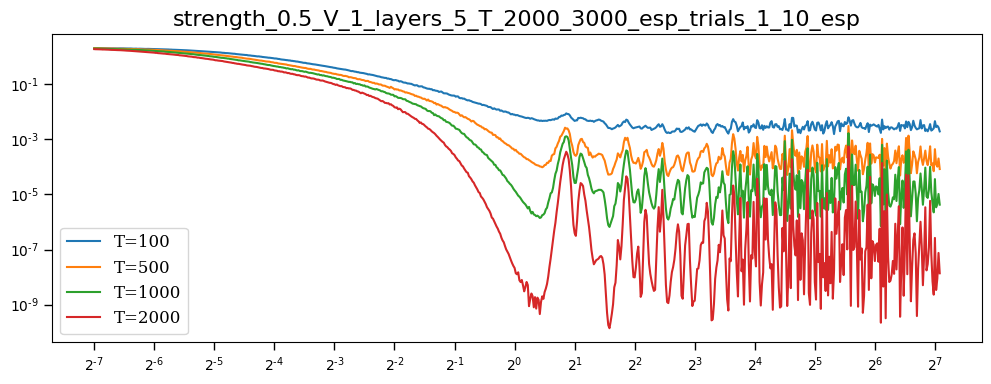 strength_0.5_V_1_layers_5_T_2000_3000_esp_trials_1_10_esp
10^-1
10^-3
10^-5
10^-7
10^-9
T=100
T=500
T=1000
T=2000
2^-7 2^-6 2^-5 2^-4 2^-3 2^-2 2^-1 2^0 2^1 2^2 2^3 2^4 2^5 2^6 2^7